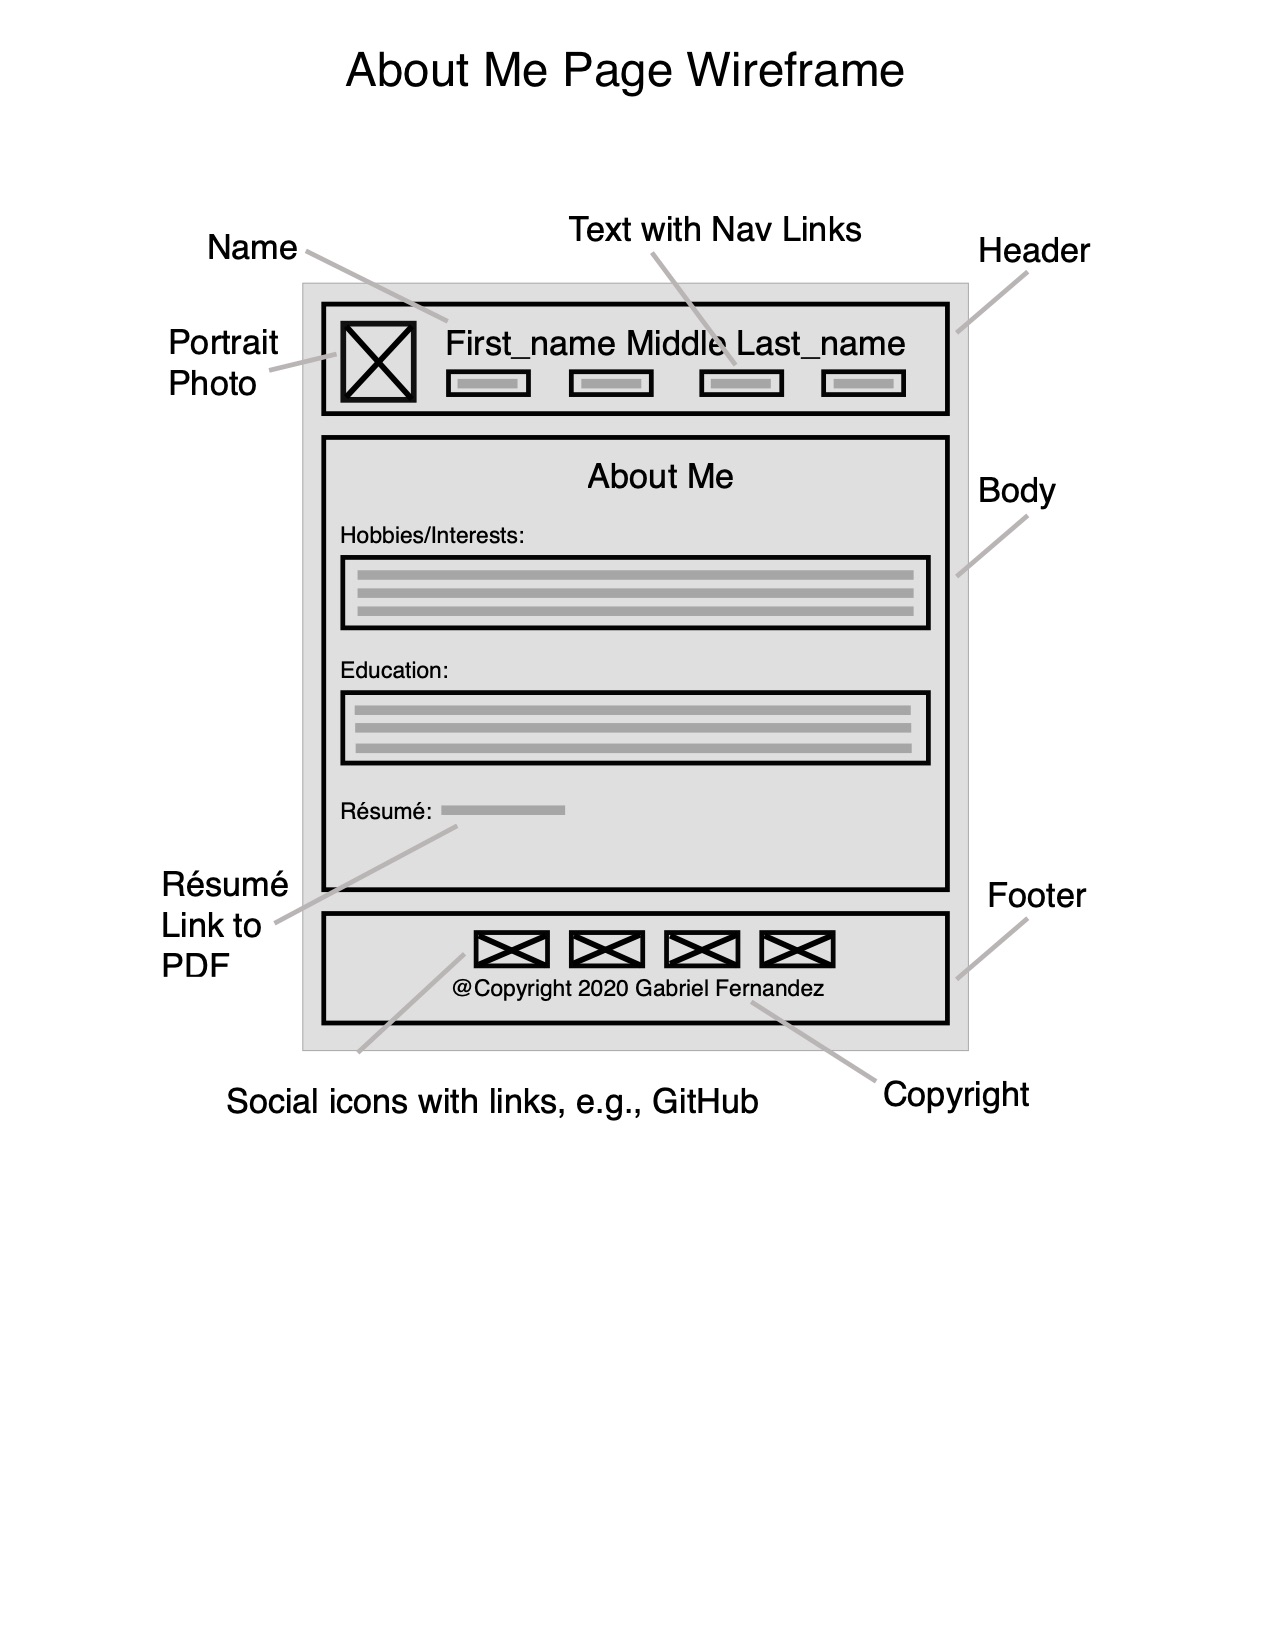 About Me Page Wireframe
Text with Nav Links
Name
Header
Portrait
Photo
First_name Middle Last_name
About Me
Body
Hobbies/Interests:
Education:
Résumé:
Résumé
Link to
PDF
Footer
@Copyright 2020 Gabriel Fernandez
Social icons with links, e.g., GitHub
Copyright